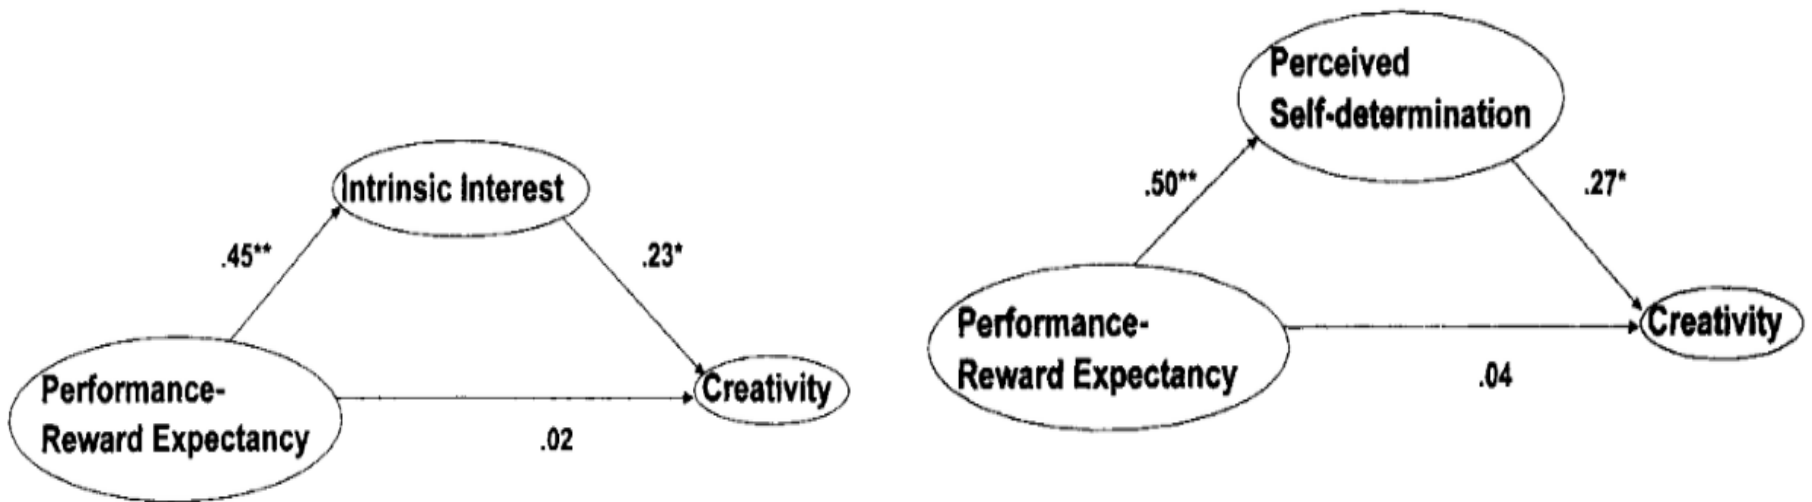 Intrinsic Interest
.45**
.23*
Performance-
Reward Expectancy
Creativity
.02
Perceived
Self-determination
.50**
.27*
Performance-
Reward Expectancy
Creativity
.04